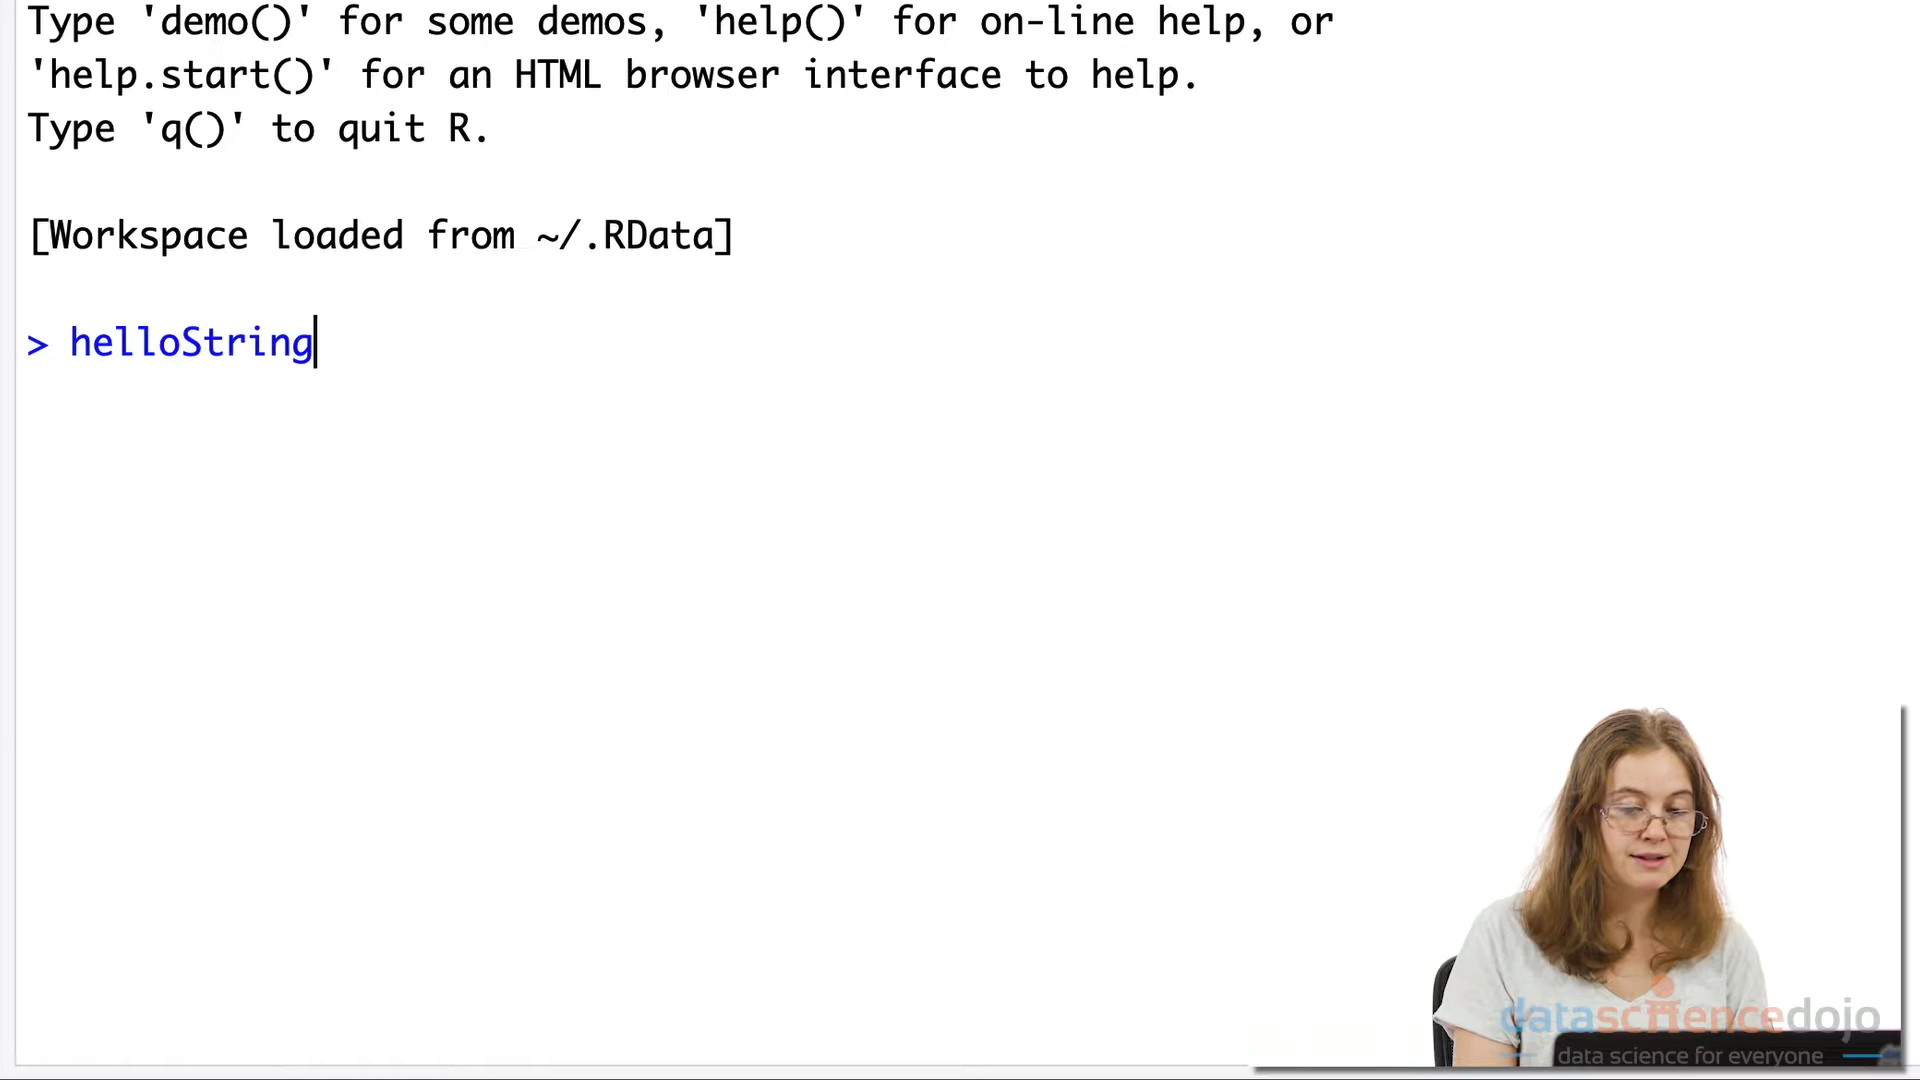 Type 'demo()' for some demos, 'help()' for on-line help, or
'help.start()' for an HTML browser interface to help.
Type 'q()' to quit R.
[Workspace loaded from ~/.RData]
> helloString
datasciencedojo
data science for everyone